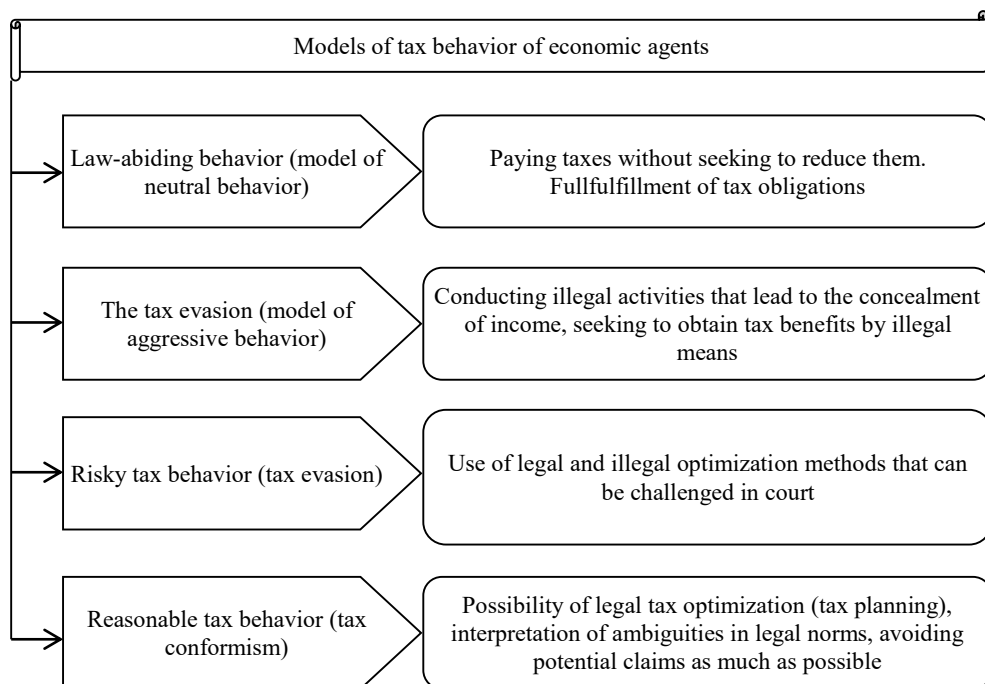 Models of tax behavior of economic agents
Law-abiding behavior (model of
neutral behavior)
Paying taxes without seeking to reduce them.
Fullfulfillment of tax obligations
The tax evasion (model of
aggressive behavior)
Conducting illegal activities that lead to the concealment
of income, seeking to obtain tax benefits by illegal
means
Risky tax behavior (tax evasion)
Use of legal and illegal optimization methods that can
be challenged in court
Reasonable tax behavior (tax
conformism)
Possibility of legal tax optimization (tax planning),
interpretation of ambiguities in legal norms, avoiding
potential claims as much as possible